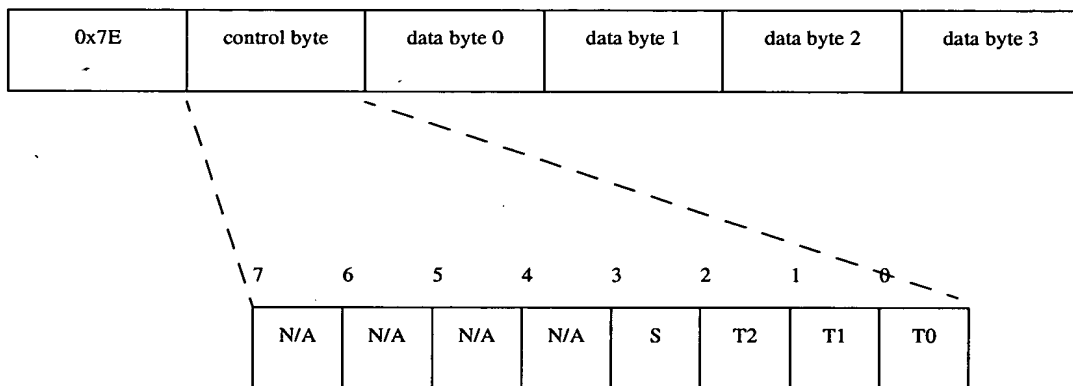 0x7E control byte data byte 0 data byte 1 data byte 2 data byte 3
7 6 5 4 3 2 1 0
N/A N/A N/A N/A S T2 T1 T0